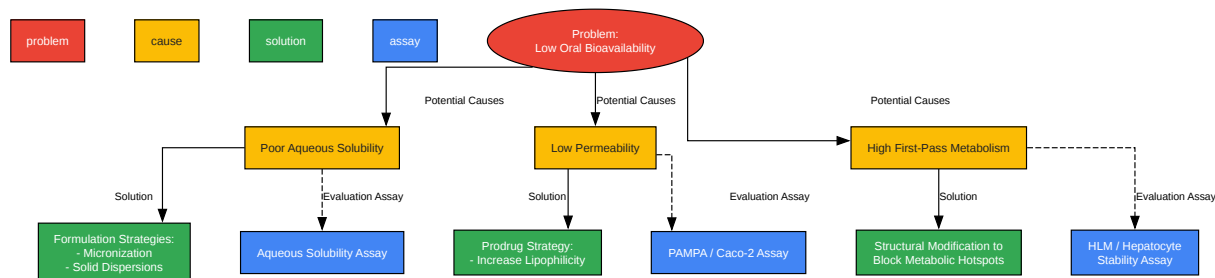 problem
cause
solution
assay
Problem:
Low Oral Bioavailability
Potential Causes
Potential Causes
Potential Causes
Poor Aqueous Solubility
Low Permeability
High First-Pass Metabolism
Solution
Evaluation Assay
Solution
Evaluation Assay
Solution
Evaluation Assay
Formulation Strategies:
- Micronization
- Solid Dispersions
Aqueous Solubility Assay
Prodrug Strategy:
- Increase Lipophilicity
PAMPA / Caco-2 Assay
Structural Modification to
Block Metabolic Hotspots
HLM / Hepatocyte
Stability Assay